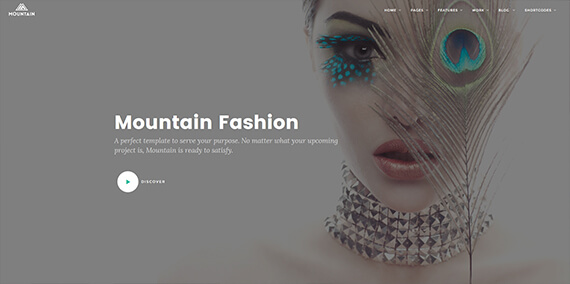 MOUNTAIN
HOME PAGES FEATURES WORK BLOG SHORTCODES
Mountain Fashion
A perfect template to serve your purpose. No matter what your upcoming
project is, Mountain is ready to satisfy.
DISCOVER